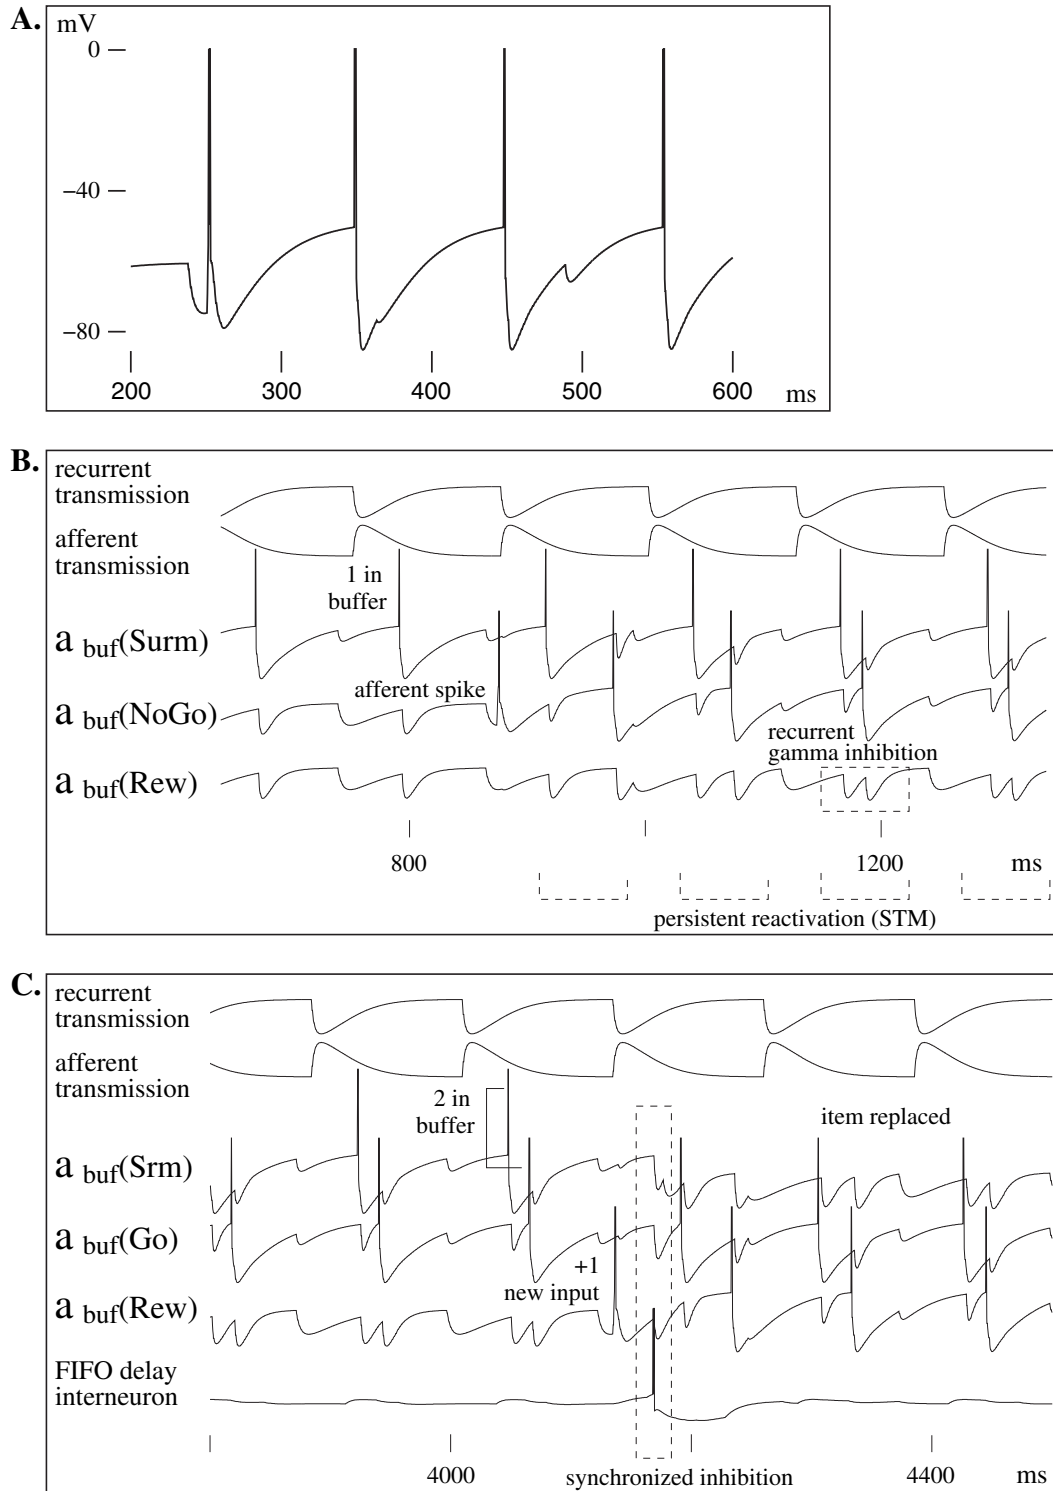 A.
mV
0
−40
−80
200 300 400 500 600 ms
B.
recurrent
transmission
afferent
transmission
1 in
buffer
a buf(Surm)
afferent spike
a buf(NoGo)
recurrent
gamma inhibition
a buf(Rew)
800 1200 ms
persistent reactivation (STM)
C.
recurrent
transmission
afferent
transmission
2 in
buffer
item replaced
a buf(Srm)
a buf(Go)
+1
new input
a buf(Rew)
FIFO delay
interneuron
4000 4400 ms
synchronized inhibition